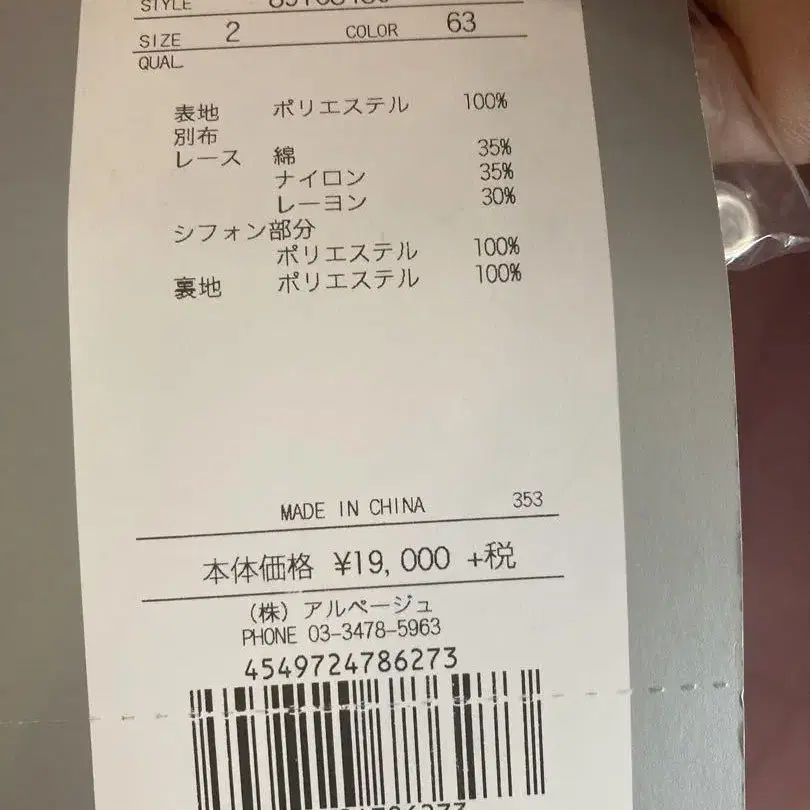 STYLE
SIZE 2 COLOR 63
QUAL
表地 ポリエステル 100%
別布
レース 綿 35%
ナイロン 35%
レーヨン 30%
シフォン部分
ポリエステル 100%
裏地 ポリエステル 100%
MADE IN CHINA 353
本体価格 ¥19,000 +税
(株) アルページュ
PHONE 03-3478-5963
4549724786273